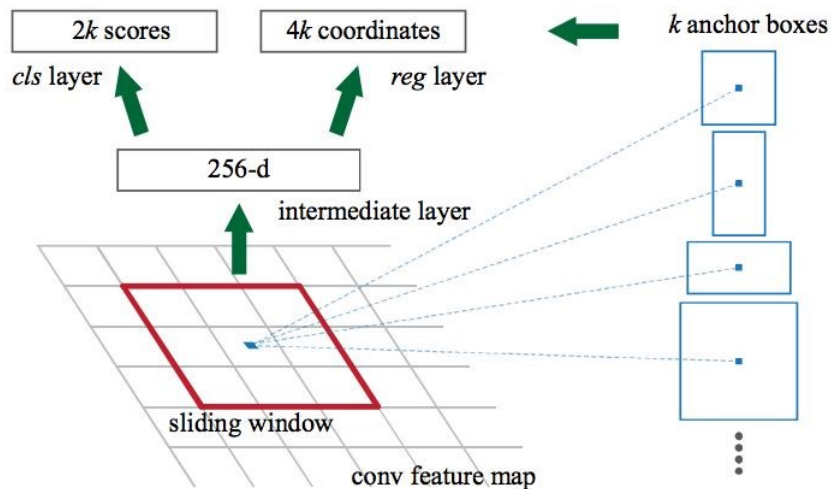 2k scores
4k coordinates
k anchor boxes
cls layer
reg layer
256-d
intermediate layer
sliding window
conv feature map